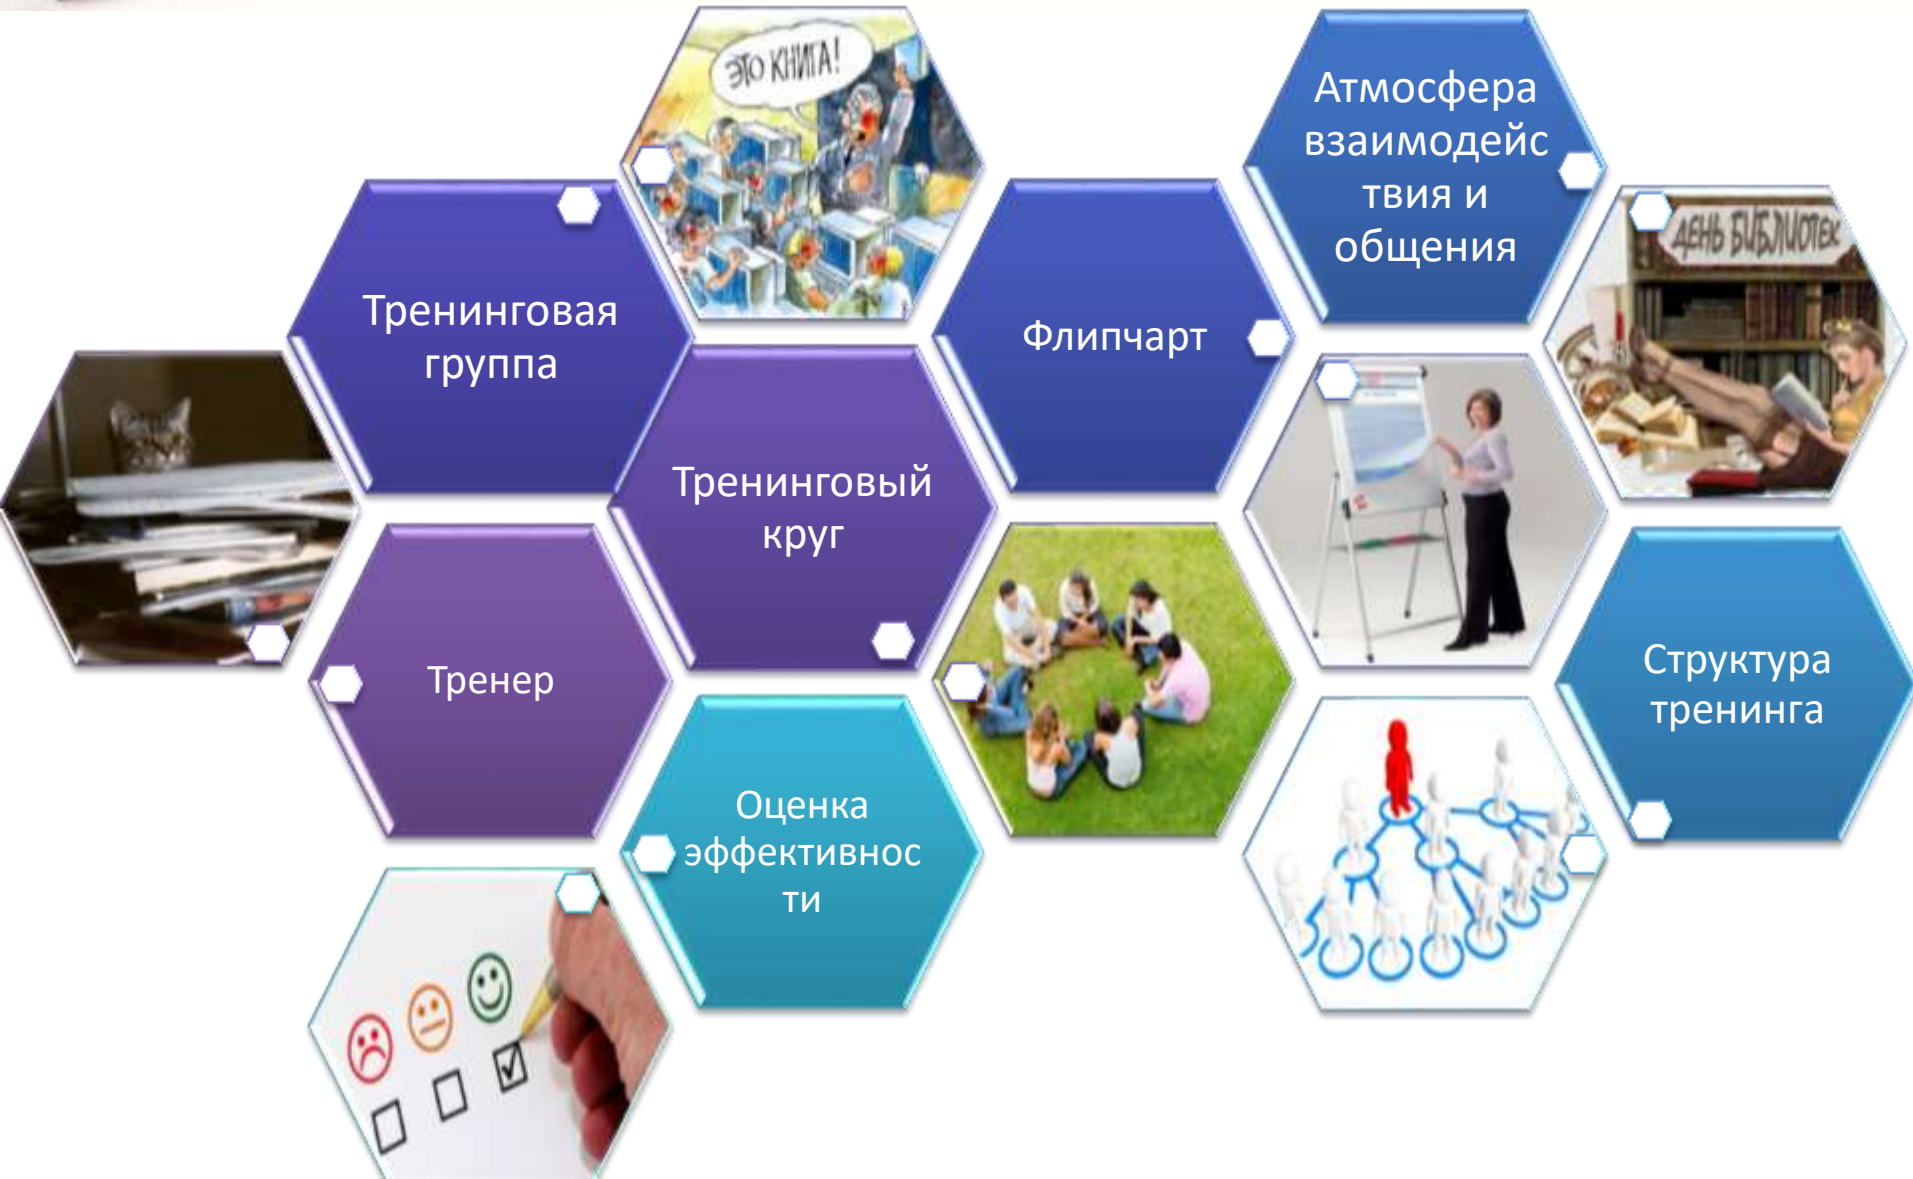 ЭТО КНИГА!
Атмосфера
взаимодейс
твия и
общения
ДЕНЬ БИБЛИОТЕК
Тренинговая
группа
Флипчарт
Тренинговый
круг
Тренер
Структура
тренинга
Оценка
эффективнос
ти